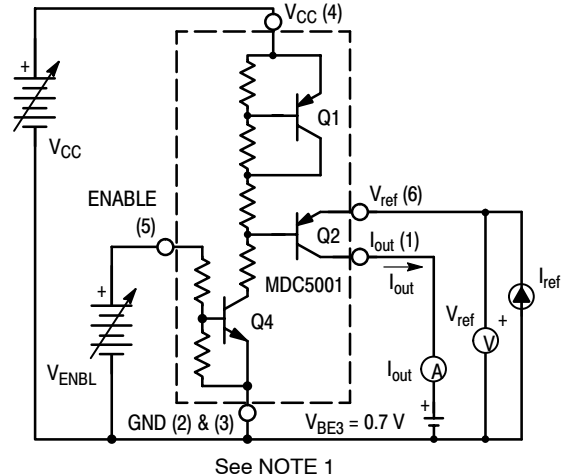 V_CC (4)
+
Q1
V_CC
ENABLE
(5)
V_ref (6)
Q2
I_out (1)
MDC5001
I_out
I_ref
+
V_ref
+
V
Q4
V_ENBL
I_out
A
+
GND (2) & (3)
V_BE3 = 0.7 V
See NOTE 1